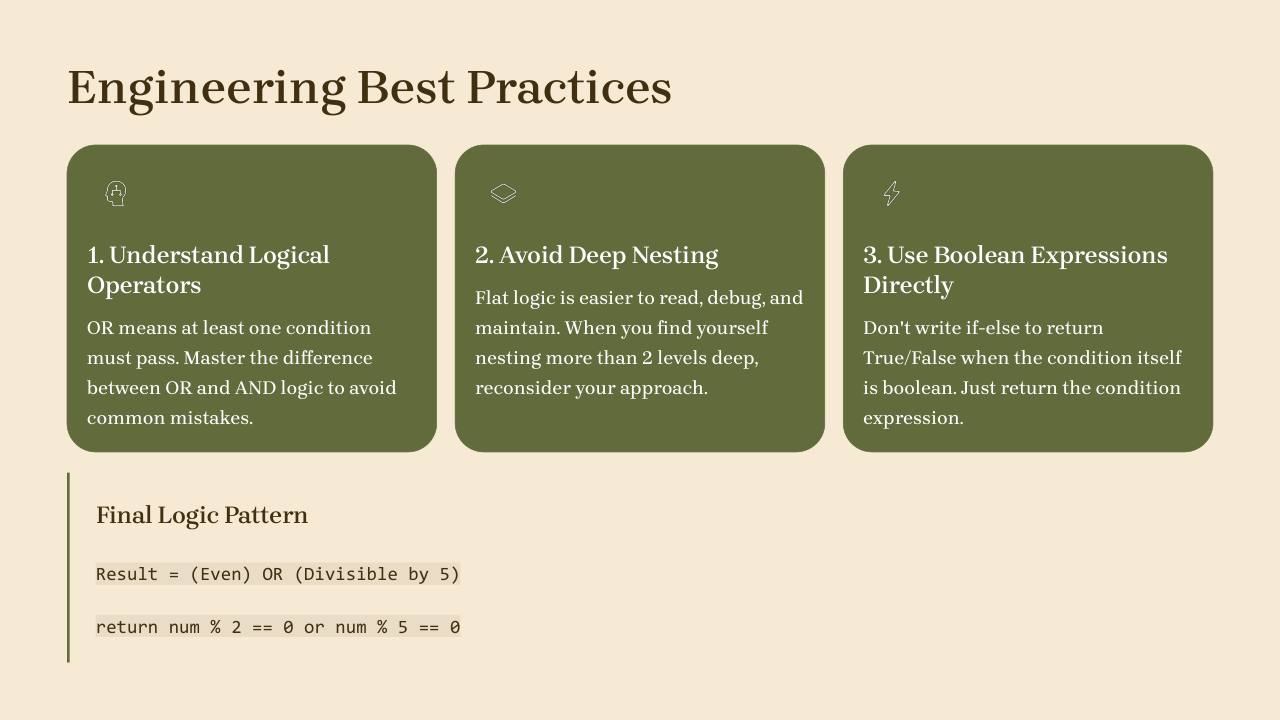 Engineering Best Practices
1. Understand Logical
Operators
OR means at least one condition
must pass. Master the difference
between OR and AND logic to avoid
common mistakes.
2. Avoid Deep Nesting
Flat logic is easier to read, debug, and
maintain. When you find yourself
nesting more than 2 levels deep,
reconsider your approach.
3. Use Boolean Expressions
Directly
Don't write if-else to return
True/False when the condition itself
is boolean. Just return the condition
expression.
Final Logic Pattern
Result = (Even) OR (Divisible by 5)
return num % 2 == 0 or num % 5 == 0